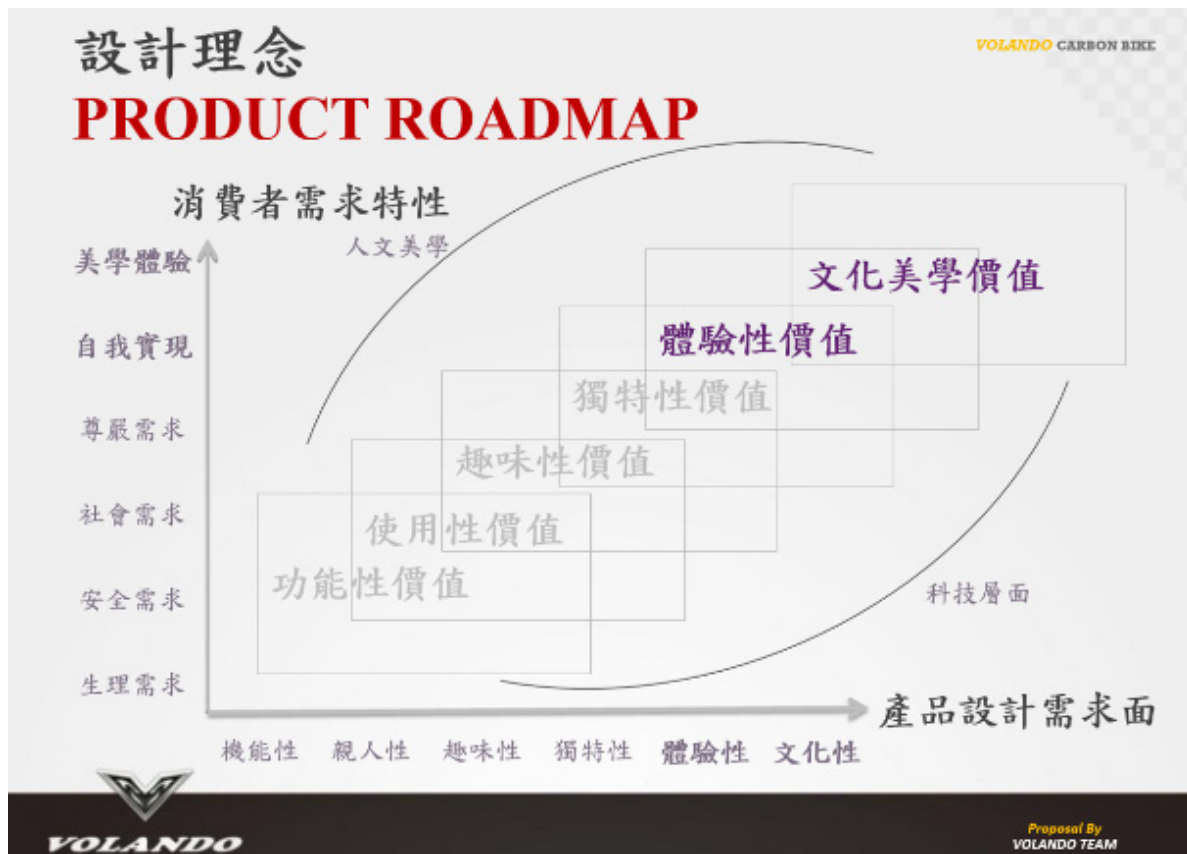 設計理念
VOLANDO CARBON BIKE
PRODUCT ROADMAP
消費者需求特性
人文美學
美學體驗
文化美學價值
自我實現
體驗性價值
獨特性價值
尊嚴需求
趣味性價值
社會需求
使用性價值
功能性價值
安全需求
科技層面
生理需求
產品設計需求面
機能性 親人性 趣味性 獨特性 體驗性 文化性
VOLANDO
Proposal By
VOLANDO TEAM